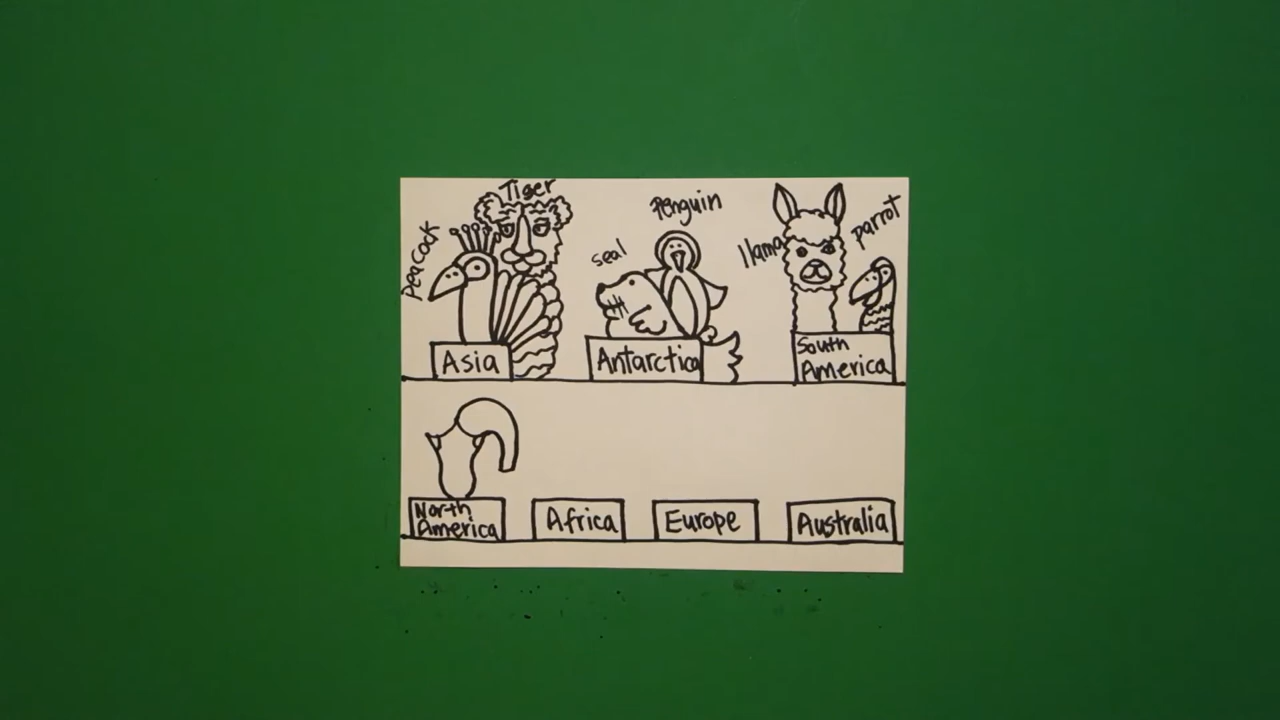 Tiger
Peacock
Asia
Penguin
seal
Antarctica
llama
parrot
South
America
North
America
Africa
Europe
Australia